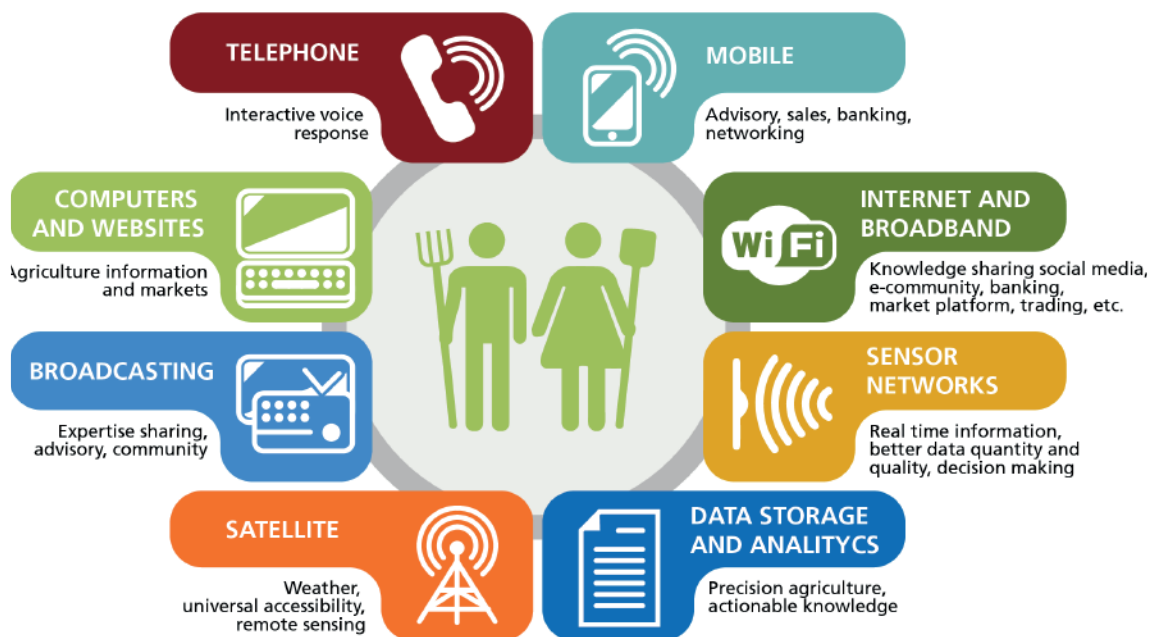 TELEPHONE
Interactive voice
response
MOBILE
Advisory, sales, banking,
networking
COMPUTERS
AND WEBSITES
Agriculture information
and markets
INTERNET AND
BROADBAND
Wi Fi
Knowledge sharing social media,
e-community, banking,
market platform, trading, etc.
BROADCASTING
Expertise sharing,
advisory, community
SENSOR
NETWORKS
Real time information,
better data quantity and
quality, decision making
SATELLITE
Weather,
universal accessibility,
remote sensing
DATA STORAGE
AND ANALITYCS
Precision agriculture,
actionable knowledge